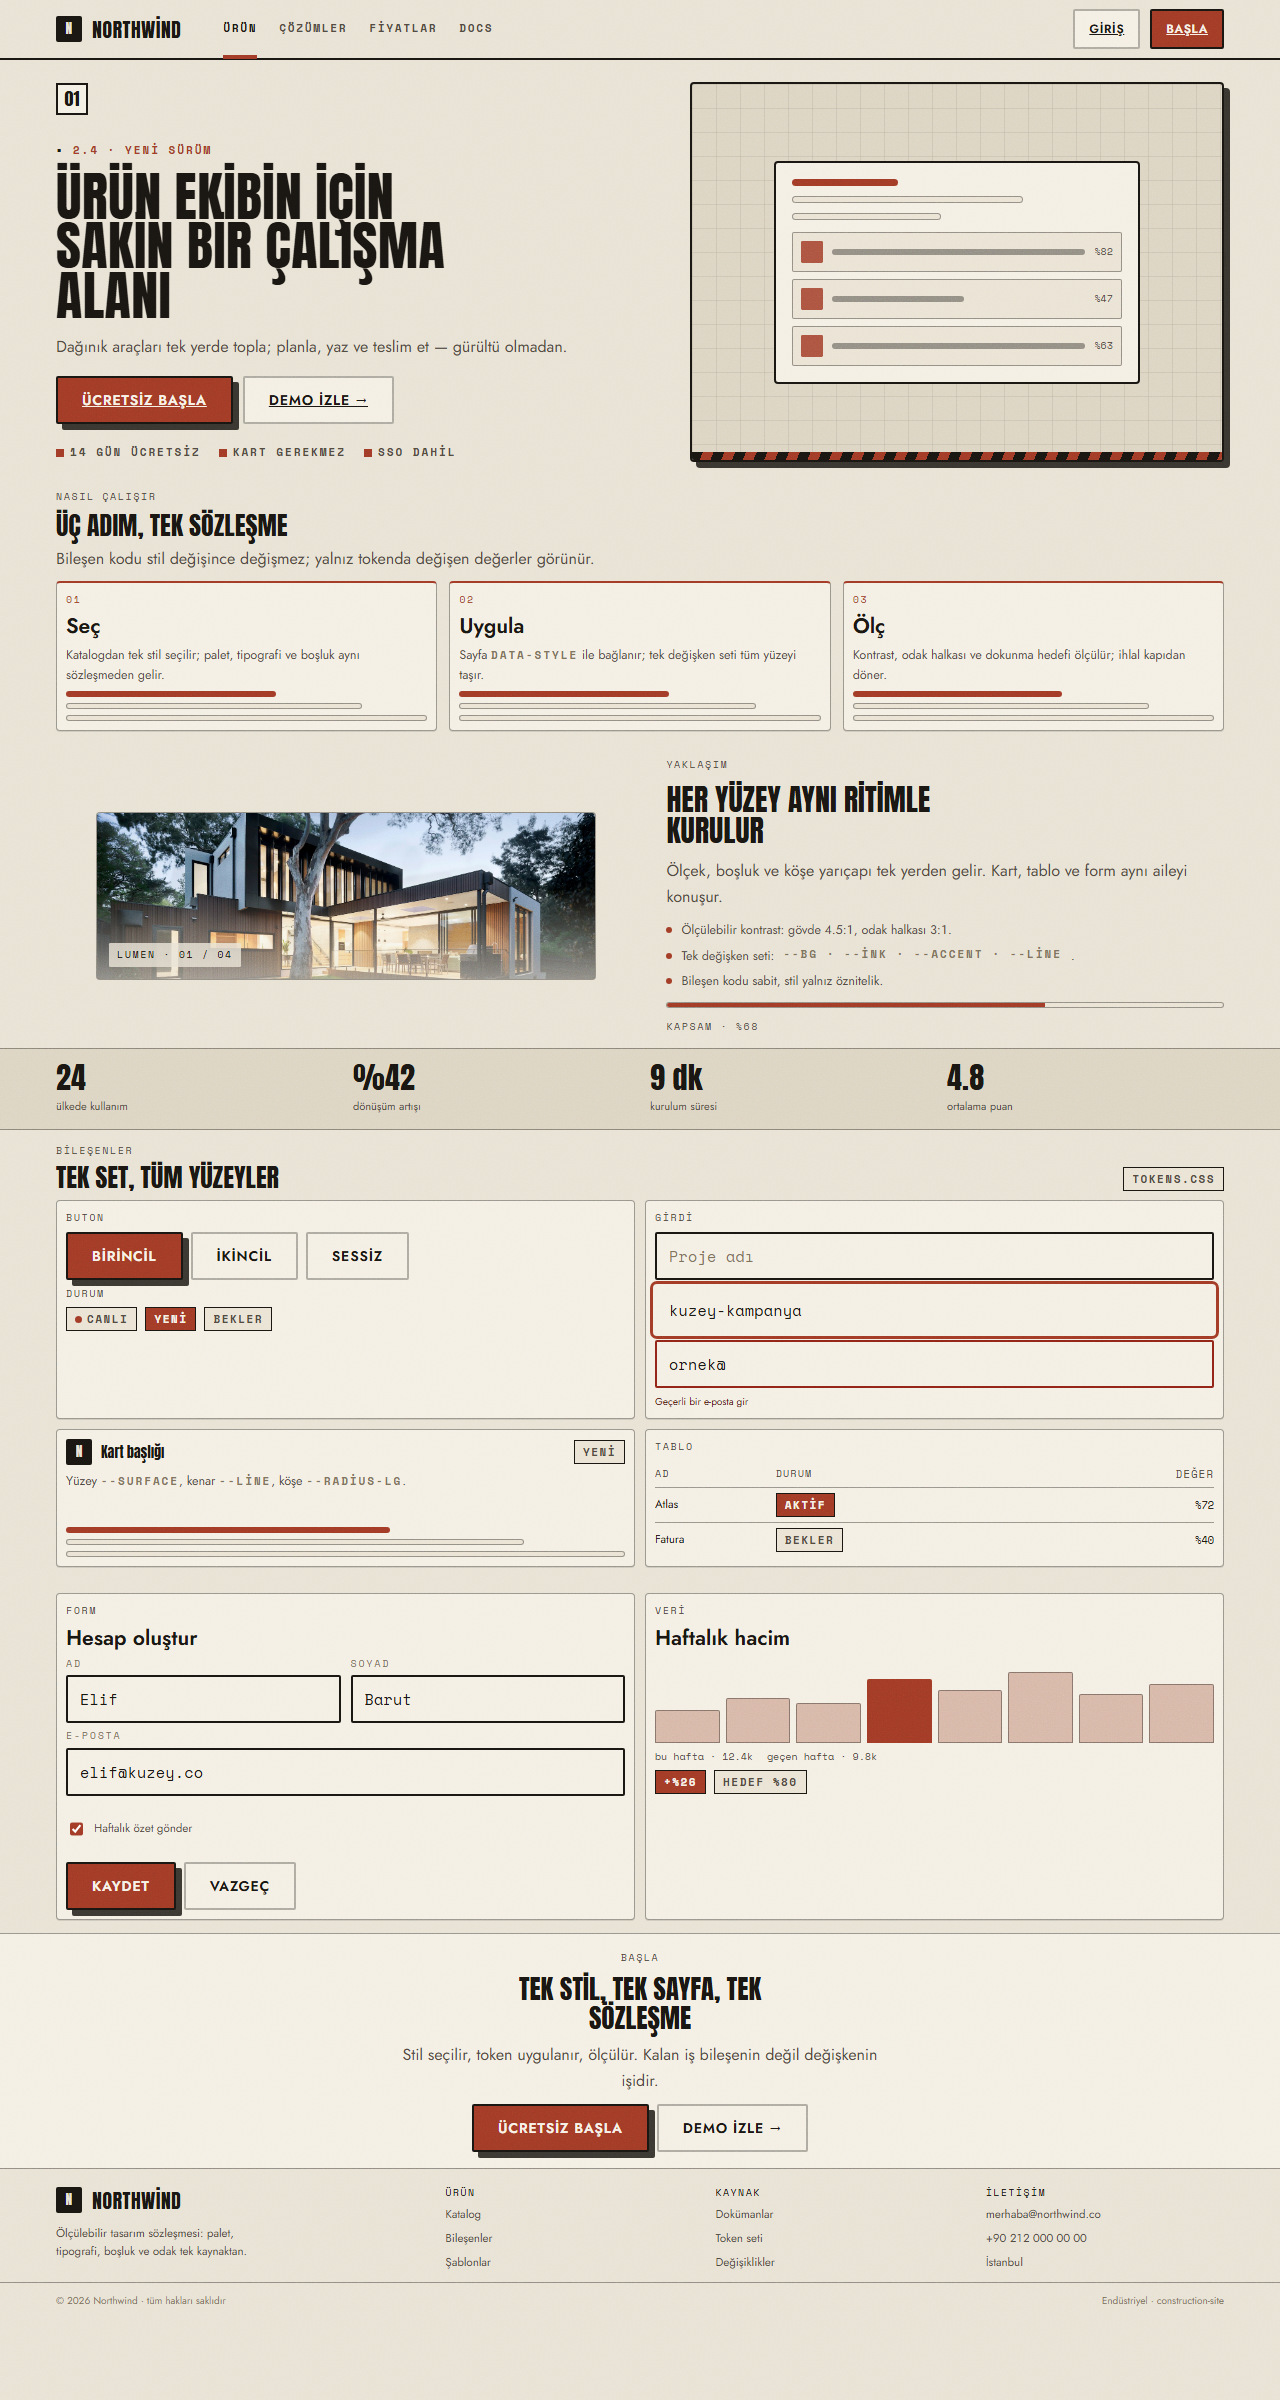 N NORTHWİND ÜRÜN ÇÖZÜMLER FİYATLAR DOCS GİRİŞ BAŞLA
01
▪ 2.4 · YENİ SÜRÜM
ÜRÜN EKİBİN İÇİN
SAKİN BIR ÇALIŞMA
ALANI
Dağınık araçları tek yerde topla; planla, yaz ve teslim et — gürültü olmadan.
ÜCRETSİZ BAŞLA DEMO İZLE →
14 GÜN ÜCRETSİZ KART GEREKMEZ SSO DAHİL
%82
%47
%63
NASIL ÇALIŞIR
ÜÇ ADIM, TEK SÖZLEŞME
Bileşen kodu stil değişince değişmez; yalnız tokenda değişen değerler görünür.
01
Seç
Katalogdan tek stil seçilir; palet, tipografi ve boşluk aynı
sözleşmeden gelir.
02
Uygula
Sayfa DATA-STYLE ile bağlanır; tek değişken seti tüm yüzeyi
taşır.
03
Ölç
Kontrast, odak halkası ve dokunma hedefi ölçülür; ihlal kapıdan
döner.
LUMEN · 01 / 04
YAKLAŞIM
HER YÜZEY AYNI RİTİMLE
KURULUR
Ölçek, boşluk ve köşe yarıçapı tek yerden gelir. Kart, tablo ve form aynı aileyi
konuşur.
Ölçülebilir kontrast: gövde 4.5:1, odak halkası 3:1.
Tek değişken seti: --BG · --İNK · --ACCENT · --LİNE .
Bileşen kodu sabit, stil yalnız öznitelik.
KAPSAM · %68
24
ülkede kullanım
%42
dönüşüm artışı
9 dk
kurulum süresi
4.8
ortalama puan
BİLEŞENLER
TEK SET, TÜM YÜZEYLER
TOKENS.CSS
BUTON
BİRİNCİL İKİNCİL SESSİZ
DURUM
CANLI YENİ BEKLER
GİRDİ
Proje adı
kuzey-kampanya
ornek@
Geçerli bir e-posta gir
N Kart başlığı YENİ
Yüzey --SURFACE, kenar --LİNE, köşe --RADİUS-LG.
TABLO
AD DURUM DEĞER
Atlas AKTİF %72
Fatura BEKLER %40
FORM
Hesap oluştur
AD SOYAD
Elif Barut
E-POSTA
elif@kuzey.co
Haftalık özet gönder
KAYDET VAZGEÇ
VERİ
Haftalık hacim
bu hafta · 12.4k geçen hafta · 9.8k
+%26 HEDEF %80
BAŞLA
TEK STİL, TEK SAYFA, TEK
SÖZLEŞME
Stil seçilir, token uygulanır, ölçülür. Kalan iş bileşenin değil değişkenin
işidir.
ÜCRETSİZ BAŞLA DEMO İZLE →
N NORTHWİND
Ölçülebilir tasarım sözleşmesi: palet,
tipografi, boşluk ve odak tek kaynaktan.
ÜRÜN
Katalog
Bileşenler
Şablonlar
KAYNAK
Dokümanlar
Token seti
Değişiklikler
İLETİŞİM
merhaba@northwind.co
+90 212 000 00 00
İstanbul
© 2026 Northwind · tüm hakları saklıdır
Endüstriyel · construction-site